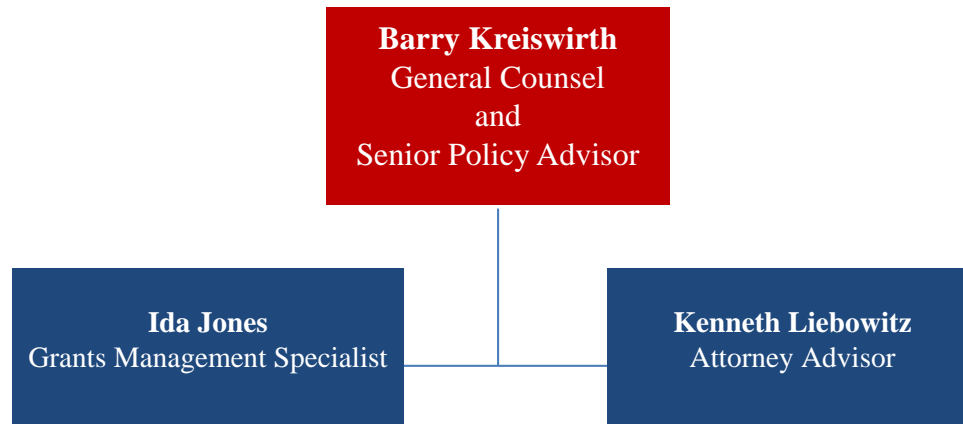 Barry Kreiswirth
General Counsel
and
Senior Policy Advisor
Ida Jones
Grants Management Specialist
Kenneth Liebowitz
Attorney Advisor